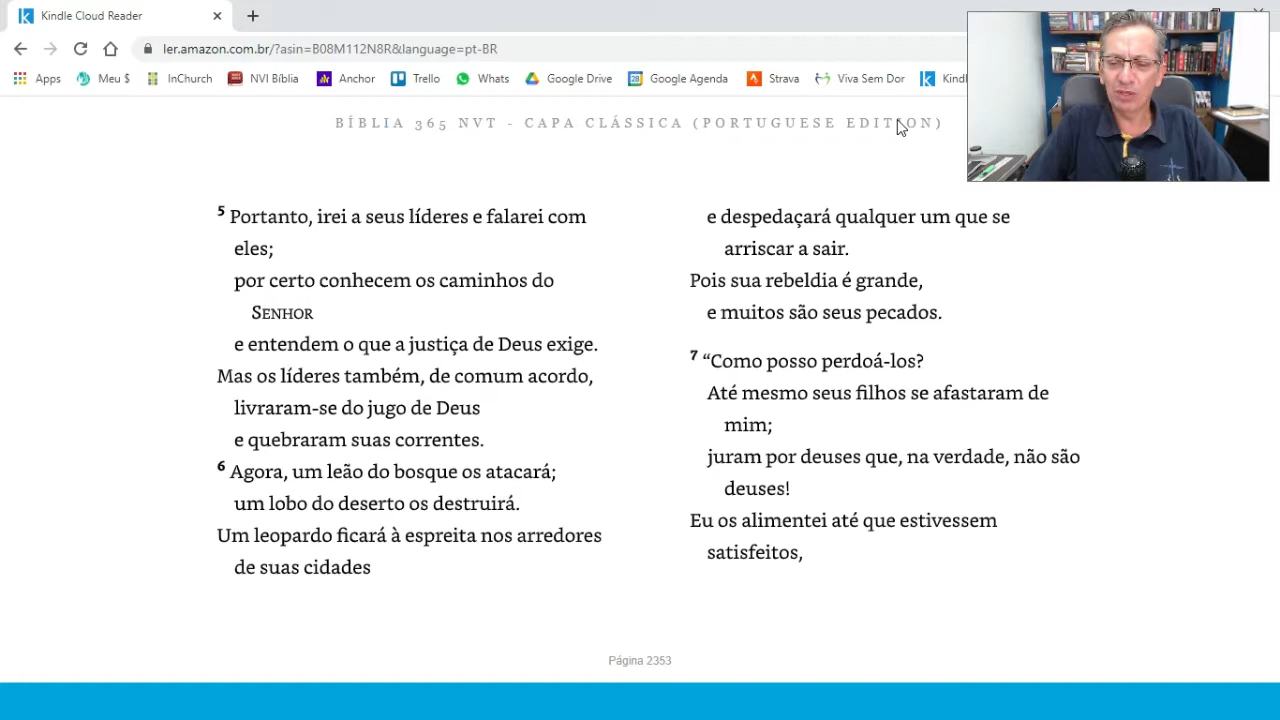 Kindle Cloud Reader
ler.amazon.com.br/?asin=B08M112N8R&language=pt-BR
Apps
Meu $
InChurch
NVI Bíblia
Anchor
Trello
Whats
Google Drive
Google Agenda
Strava
Viva Sem Dor
Kindl
BÍBLIA 365 NVT - CAPA CLÁSSICA (PORTUGUESE EDITION)
5 Portanto, irei a seus líderes e falarei com
eles;
por certo conhecem os caminhos do
SENHOR
e entendem o que a justiça de Deus exige.
Mas os líderes também, de comum acordo,
livraram-se do jugo de Deus
e quebraram suas correntes.
6 Agora, um leão do bosque os atacará;
um lobo do deserto os destruirá.
Um leopardo ficará à espreita nos arredores
de suas cidades
e despedaçará qualquer um que se
arriscar a sair.
Pois sua rebeldia é grande,
e muitos são seus pecados.
7 “Como posso perdoá-los?
Até mesmo seus filhos se afastaram de
mim;
juram por deuses que, na verdade, não são
deuses!
Eu os alimentei até que estivessem
satisfeitos,
Página 2353